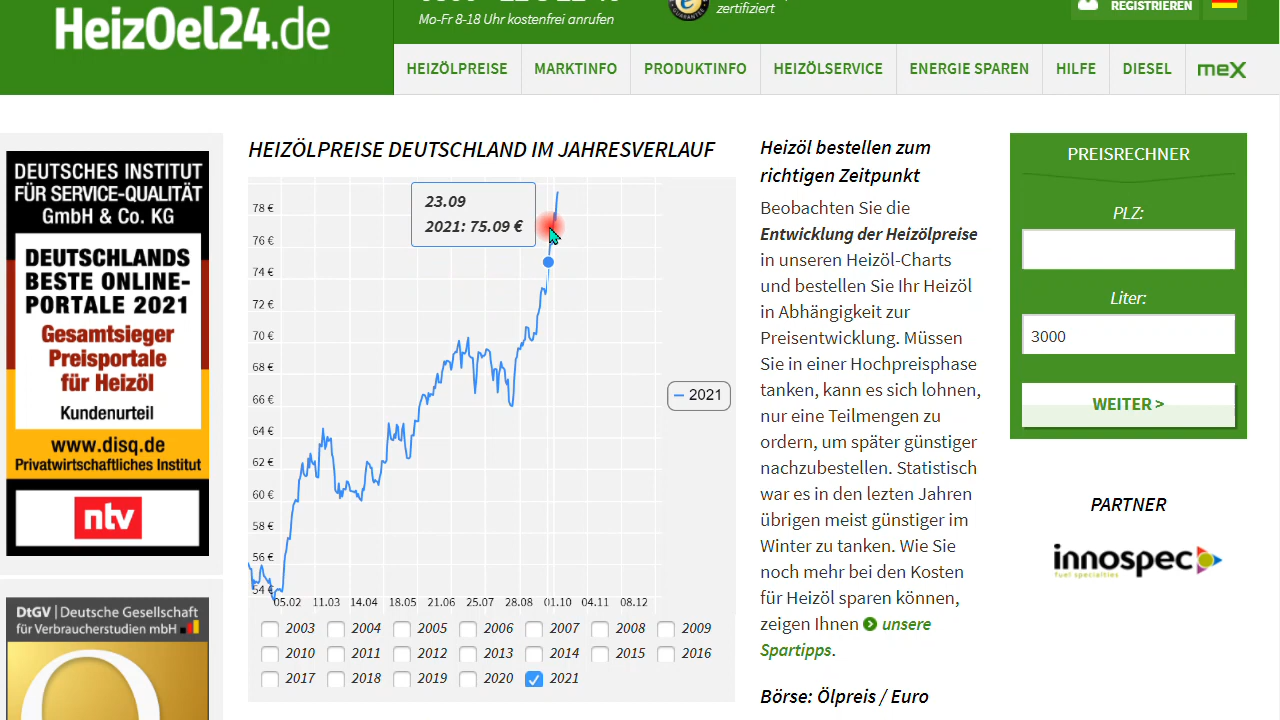 HeizOel24.de
Mo-Fr 8-18 Uhr kostenfrei anrufen
GUARANTEE
zertifiziert
REGISTRIEREN
HEIZÖLPREISE
MARKTINFO
PRODUKTINFO
HEIZÖLSERVICE
ENERGIE SPAREN
HILFE
DIESEL
meX
DEUTSCHES INSTITUT
FÜR SERVICE-QUALITÄT
GmbH & Co. KG
DEUTSCHLANDS
BESTE ONLINE-
PORTALE 2021
Gesamtsieger
Preisportale
für Heizöl
Kundenurteil
www.disq.de
Privatwirtschaftliches Institut
ntv
DtGV | Deutsche Gesellschaft
für Verbraucherstudien mbH
HEIZÖLPREISE DEUTSCHLAND IM JAHRESVERLAUF
23.09
2021: 75.09 €
78 €
76 €
74 €
72 €
70 €
68 €
66 €
64 €
62 €
60 €
58 €
56 €
54 €
05.02 11.03 14.04 18.05 21.06 25.07 28.08 01.10 04.11 08.12
2021
2003 2004 2005 2006 2007 2008 2009
2010 2011 2012 2013 2014 2015 2016
2017 2018 2019 2020 2021
Heizöl bestellen zum
richtigen Zeitpunkt
Beobachten Sie die
Entwicklung der Heizölpreise
in unseren Heizöl-Charts
und bestellen Sie Ihr Heizöl
in Abhängigkeit zur
Preisentwicklung. Müssen
Sie in einer Hochpreisphase
tanken, kann es sich lohnen,
nur eine Teilmengen zu
ordern, um später günstiger
nachzubestellen. Statistisch
war es in den lezten Jahren
übrigen meist günstiger im
Winter zu tanken. Wie Sie
noch mehr bei den Kosten
für Heizöl sparen können,
zeigen Ihnen unsere
Spartipps.
Börse: Ölpreis / Euro
PREISRECHNER
PLZ:
Liter:
3000
WEITER >
PARTNER
innospec
fuel specialties